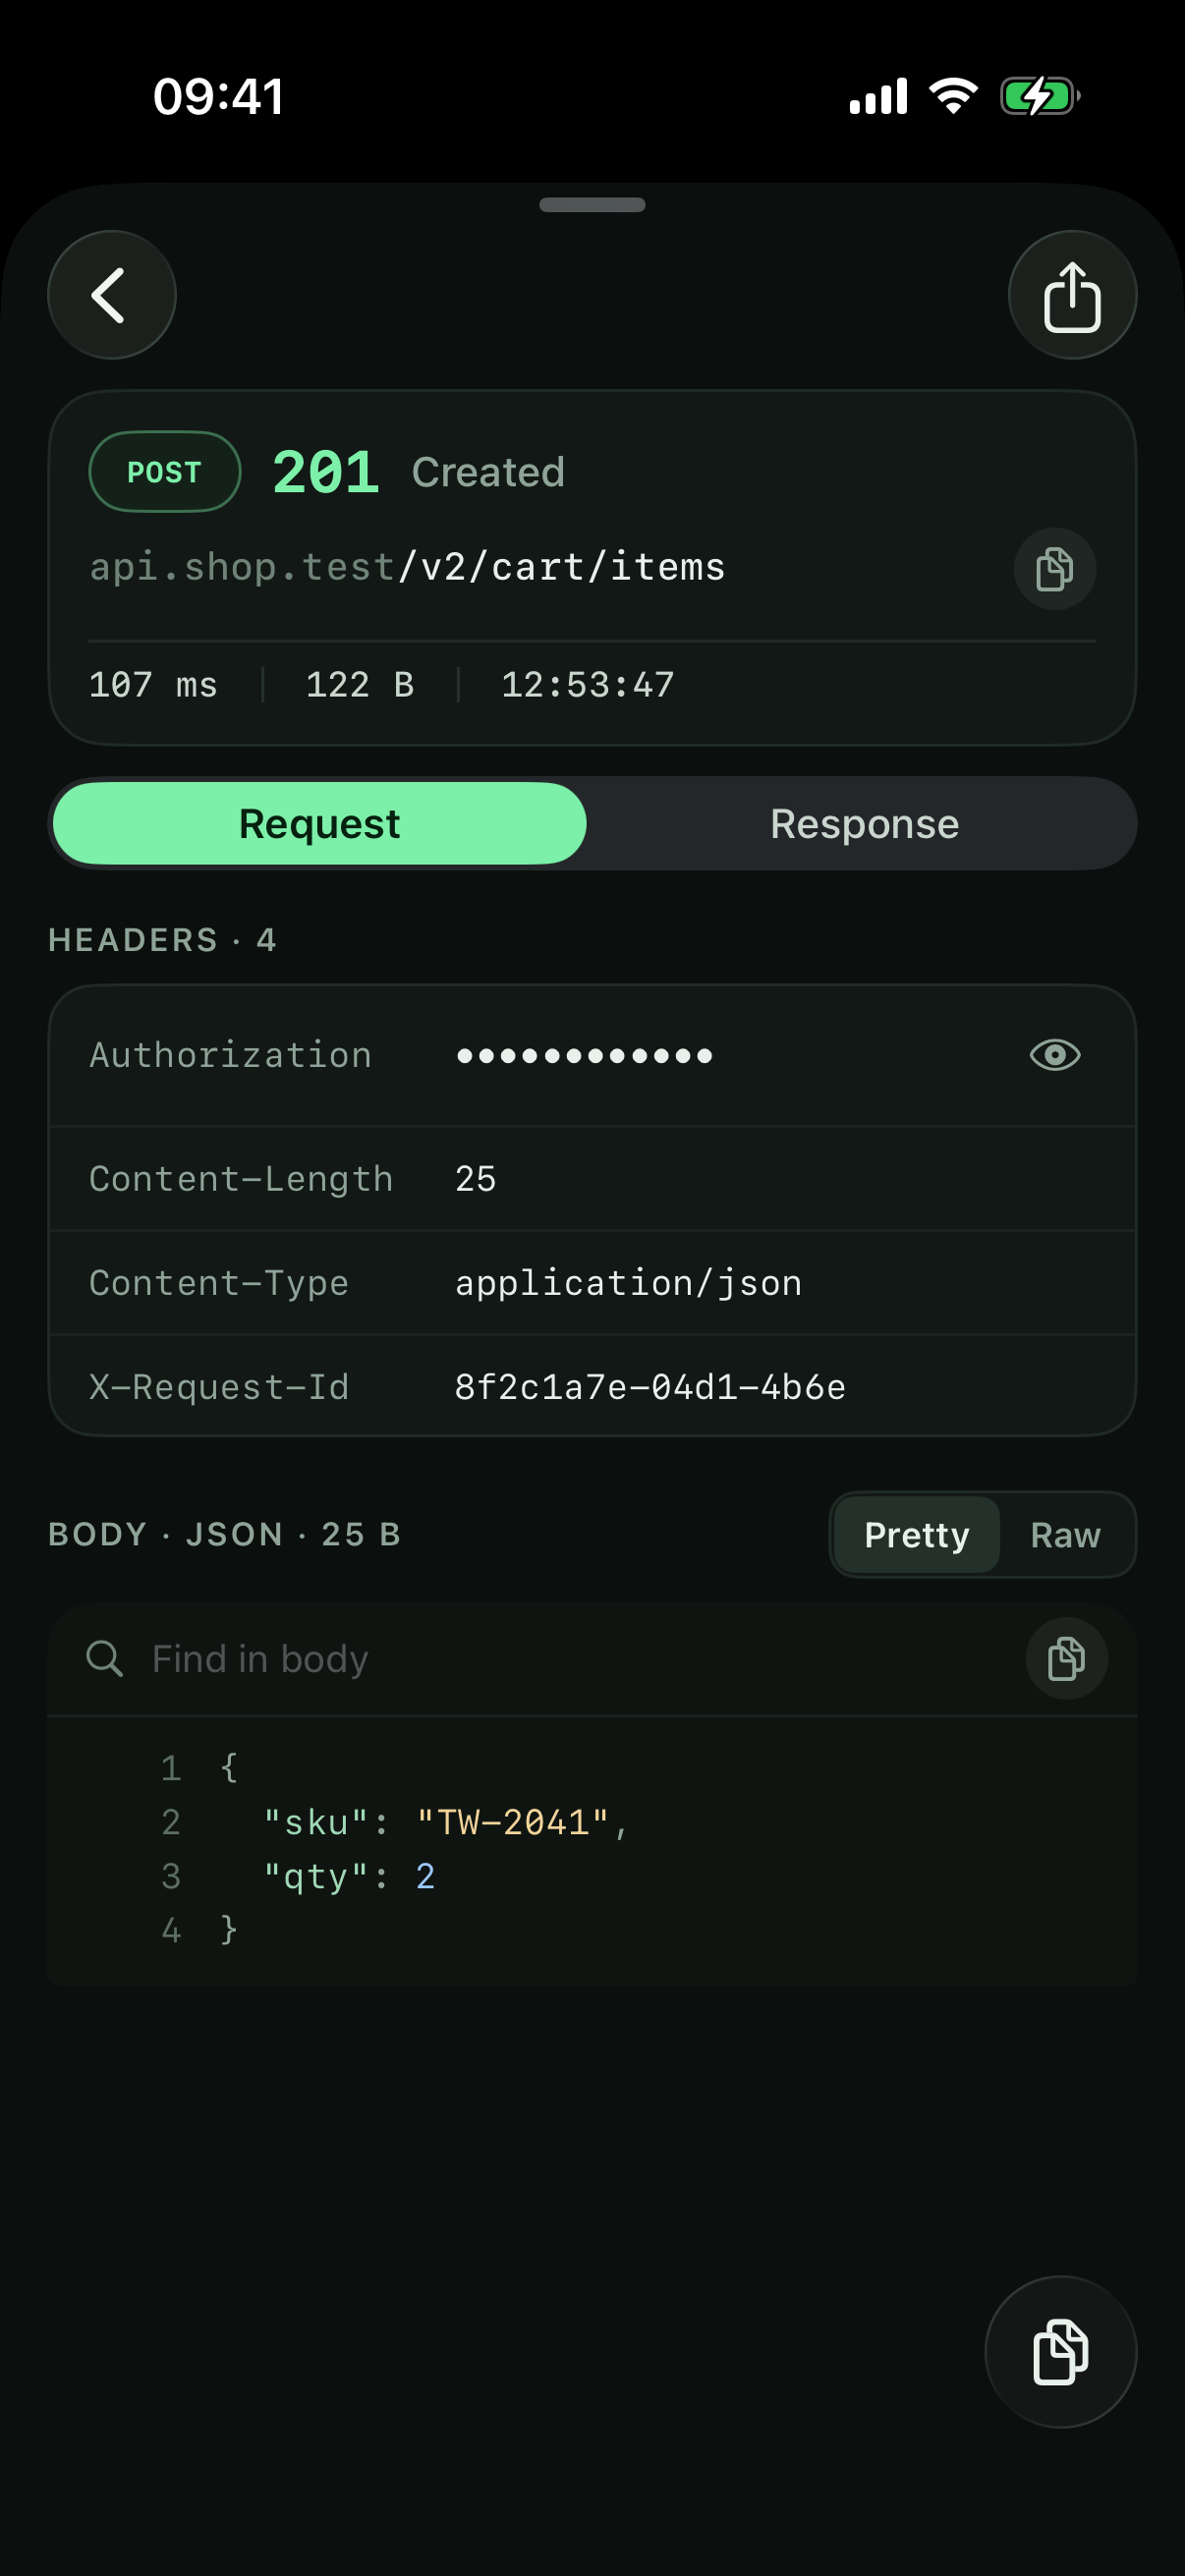 09:41
POST 201 Created
api.shop.test/v2/cart/items
107 ms 122 B 12:53:47
Request Response
HEADERS · 4
Authorization ••••••••••••
Content-Length 25
Content-Type application/json
X-Request-Id 8f2c1a7e-04d1-4b6e
BODY · JSON · 25 B Pretty Raw
Find in body
1 {
2 "sku": "TW-2041",
3 "qty": 2
4 }